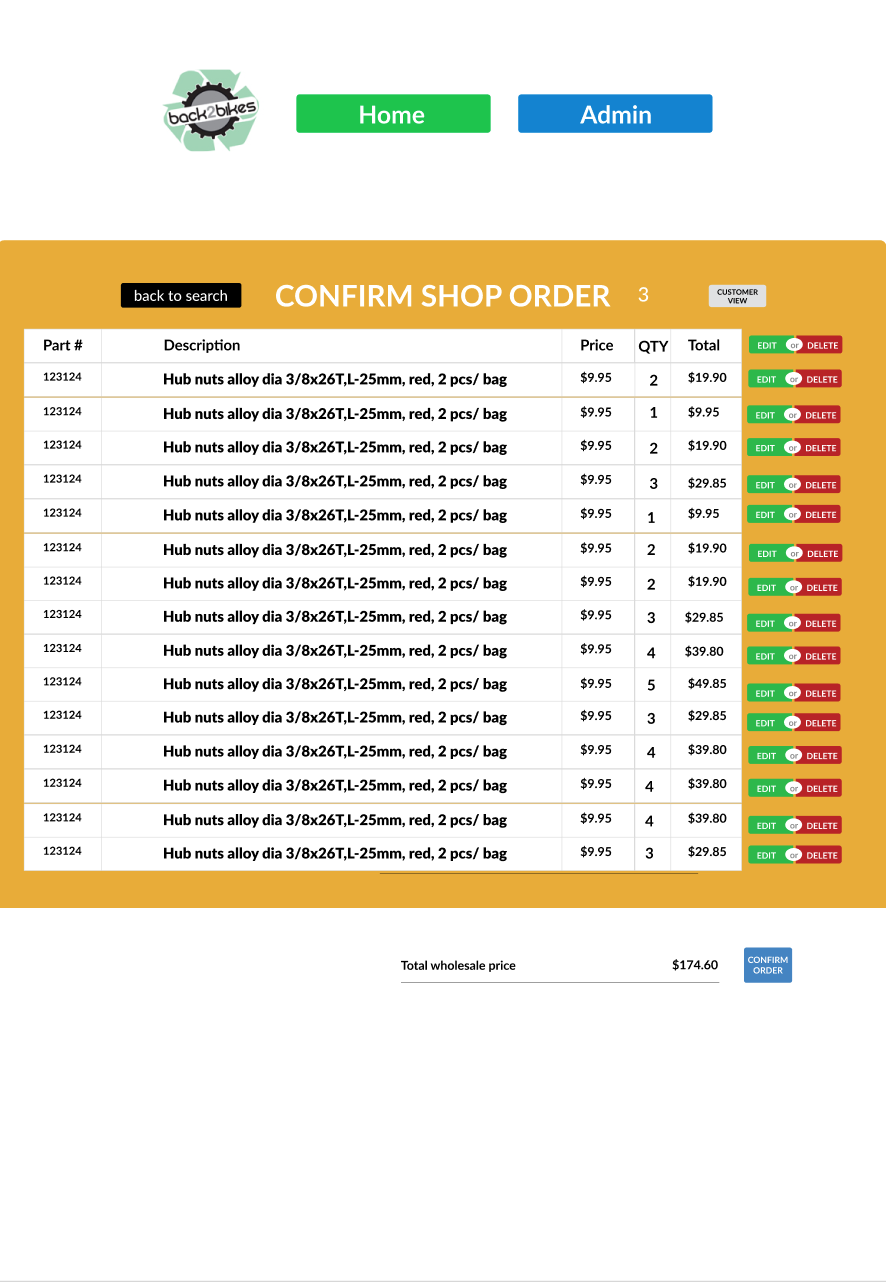 back2bikes
Home Admin
back to search CONFIRM SHOP ORDER 3 CUSTOMER VIEW
Part # Description Price QTY Total EDIT or DELETE
123124 Hub nuts alloy dia 3/8x26T,L-25mm, red, 2 pcs/ bag $9.95 2 $19.90 EDIT or DELETE
123124 Hub nuts alloy dia 3/8x26T,L-25mm, red, 2 pcs/ bag $9.95 1 $9.95 EDIT or DELETE
123124 Hub nuts alloy dia 3/8x26T,L-25mm, red, 2 pcs/ bag $9.95 2 $19.90 EDIT or DELETE
123124 Hub nuts alloy dia 3/8x26T,L-25mm, red, 2 pcs/ bag $9.95 3 $29.85 EDIT or DELETE
123124 Hub nuts alloy dia 3/8x26T,L-25mm, red, 2 pcs/ bag $9.95 1 $9.95 EDIT or DELETE
123124 Hub nuts alloy dia 3/8x26T,L-25mm, red, 2 pcs/ bag $9.95 2 $19.90 EDIT or DELETE
123124 Hub nuts alloy dia 3/8x26T,L-25mm, red, 2 pcs/ bag $9.95 2 $19.90 EDIT or DELETE
123124 Hub nuts alloy dia 3/8x26T,L-25mm, red, 2 pcs/ bag $9.95 3 $29.85 EDIT or DELETE
123124 Hub nuts alloy dia 3/8x26T,L-25mm, red, 2 pcs/ bag $9.95 4 $39.80 EDIT or DELETE
123124 Hub nuts alloy dia 3/8x26T,L-25mm, red, 2 pcs/ bag $9.95 5 $49.85 EDIT or DELETE
123124 Hub nuts alloy dia 3/8x26T,L-25mm, red, 2 pcs/ bag $9.95 3 $29.85 EDIT or DELETE
123124 Hub nuts alloy dia 3/8x26T,L-25mm, red, 2 pcs/ bag $9.95 4 $39.80 EDIT or DELETE
123124 Hub nuts alloy dia 3/8x26T,L-25mm, red, 2 pcs/ bag $9.95 4 $39.80 EDIT or DELETE
123124 Hub nuts alloy dia 3/8x26T,L-25mm, red, 2 pcs/ bag $9.95 4 $39.80 EDIT or DELETE
123124 Hub nuts alloy dia 3/8x26T,L-25mm, red, 2 pcs/ bag $9.95 3 $29.85 EDIT or DELETE
Total wholesale price $174.60 CONFIRM ORDER